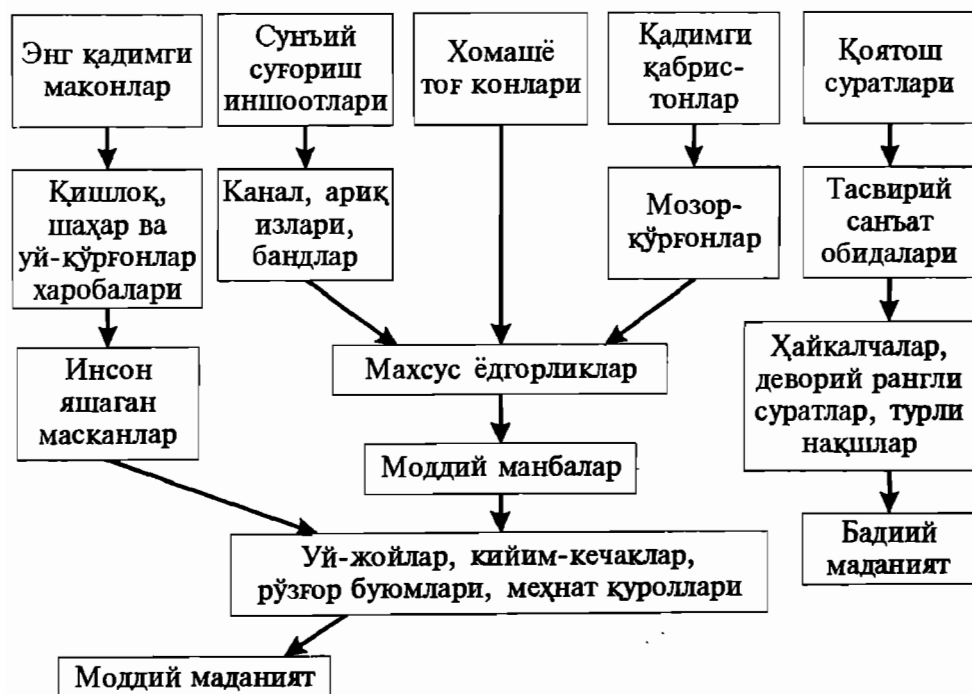 Энг қадимги
маконлар
Сунъий
суғориш
иншоотлари
Хомашё
тоғ конлари
Қадимги
қабрис-
тонлар
Қоятош
суратлари
Қишлоқ,
шаҳар ва
уй-қўрғонлар
харобалари
Канал, ариқ
излари,
бандлар
Мозор-
қўрғонлар
Тасвирий
санъат
обидалари
Инсон
яшаган
масканлар
Махсус ёдгорликлар
Ҳайкалчалар,
деворий рангли
суратлар, турли
нақшлар
Моддий манбалар
Уй-жойлар, кийим-кечаклар,
рўзғор буюмлари, меҳнат қуроллари
Бадиий
маданият
Моддий маданият